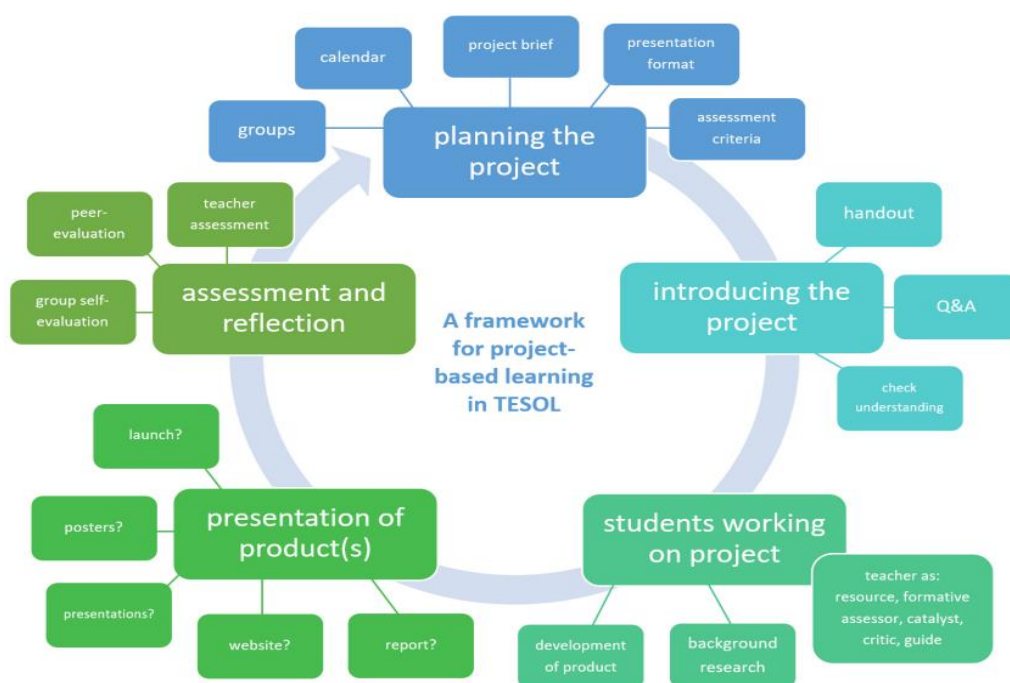 calendar
project brief
presentation
format
groups
planning the
project
assessment
criteria
handout
introducing the
project
Q&A
check
understanding
students working
on project
teacher as:
resource, formative
assessor, catalyst,
critic, guide
background
research
development
of product
presentation of
product(s)
report?
website?
presentations?
posters?
launch?
assessment and
reflection
group self-
evaluation
peer-
evaluation
teacher
assessment
A framework
for project-
based learning
in TESOL